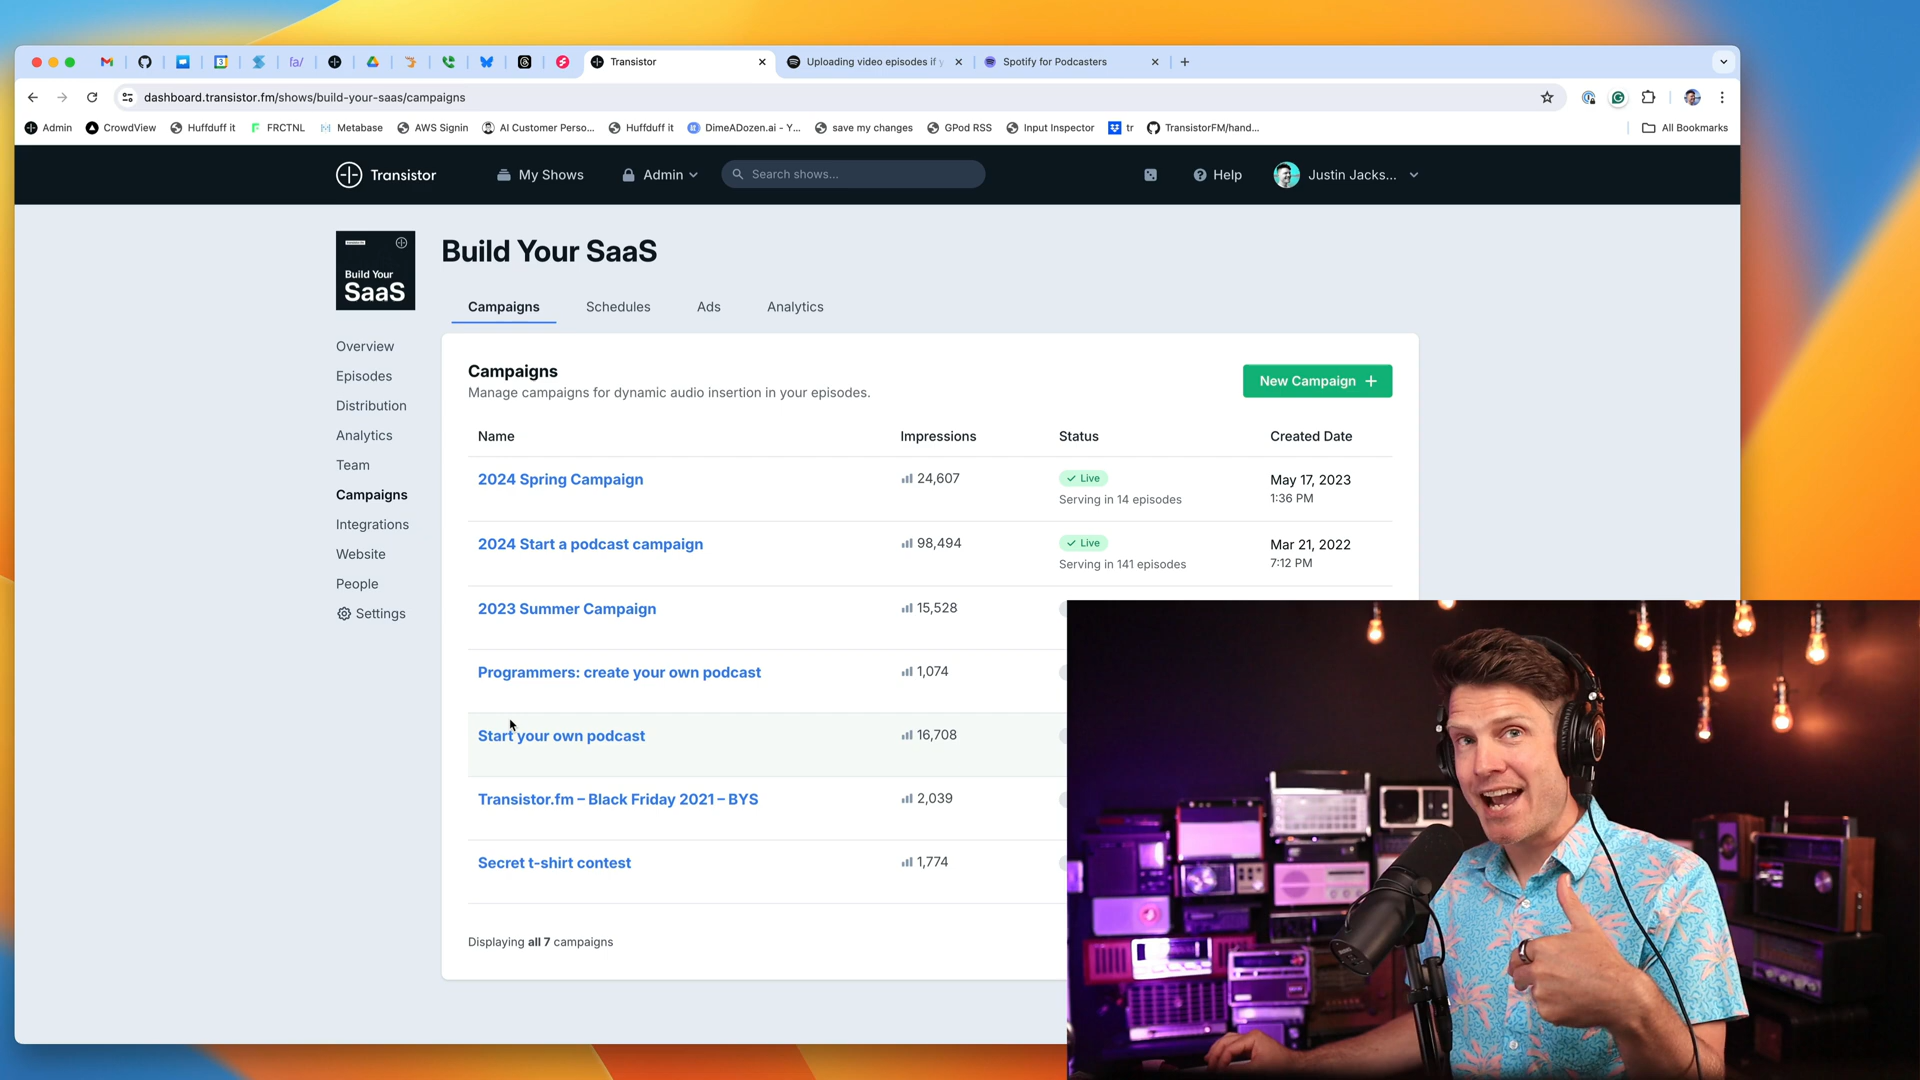 Transistor
Uploading video episodes if y
Spotify for Podcasters
dashboard.transistor.fm/shows/build-your-saas/campaigns
Admin
CrowdView
Huffduff it
FRCTNL
Metabase
AWS Signin
AI Customer Perso...
Huffduff it
DimeADozen.ai - Y...
save my changes
GPod RSS
Input Inspector
tr
TransistorFM/hand...
All Bookmarks
Transistor
My Shows
Admin
Search shows...
Help
Justin Jacks...
Build Your
SaaS
Build Your SaaS
Campaigns
Schedules
Ads
Analytics
Overview
Episodes
Distribution
Analytics
Team
Campaigns
Integrations
Website
People
Settings
Campaigns
Manage campaigns for dynamic audio insertion in your episodes.
New Campaign +
Name Impressions Status Created Date
2024 Spring Campaign 24,607 Live May 17, 2023
Serving in 14 episodes 1:36 PM
2024 Start a podcast campaign 98,494 Live Mar 21, 2022
Serving in 141 episodes 7:12 PM
2023 Summer Campaign 15,528
Programmers: create your own podcast 1,074
Start your own podcast 16,708
Transistor.fm – Black Friday 2021 – BYS 2,039
Secret t-shirt contest 1,774
Displaying all 7 campaigns